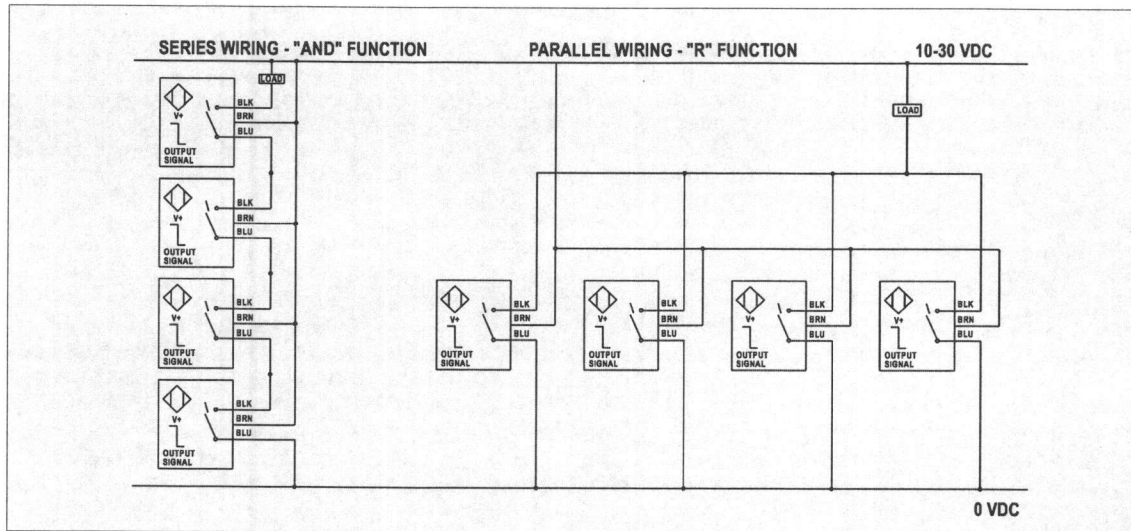 SERIES WIRING - "AND" FUNCTION
PARALLEL WIRING - "R" FUNCTION
10-30 VDC
LOAD
LOAD
V+
OUTPUT
SIGNAL
BLK
BRN
BLU
V+
OUTPUT
SIGNAL
BLK
BRN
BLU
V+
OUTPUT
SIGNAL
BLK
BRN
BLU
V+
OUTPUT
SIGNAL
BLK
BRN
BLU
V+
OUTPUT
SIGNAL
BLK
BRN
BLU
V+
OUTPUT
SIGNAL
BLK
BRN
BLU
V+
OUTPUT
SIGNAL
BLK
BRN
BLU
V+
OUTPUT
SIGNAL
BLK
BRN
BLU
0 VDC